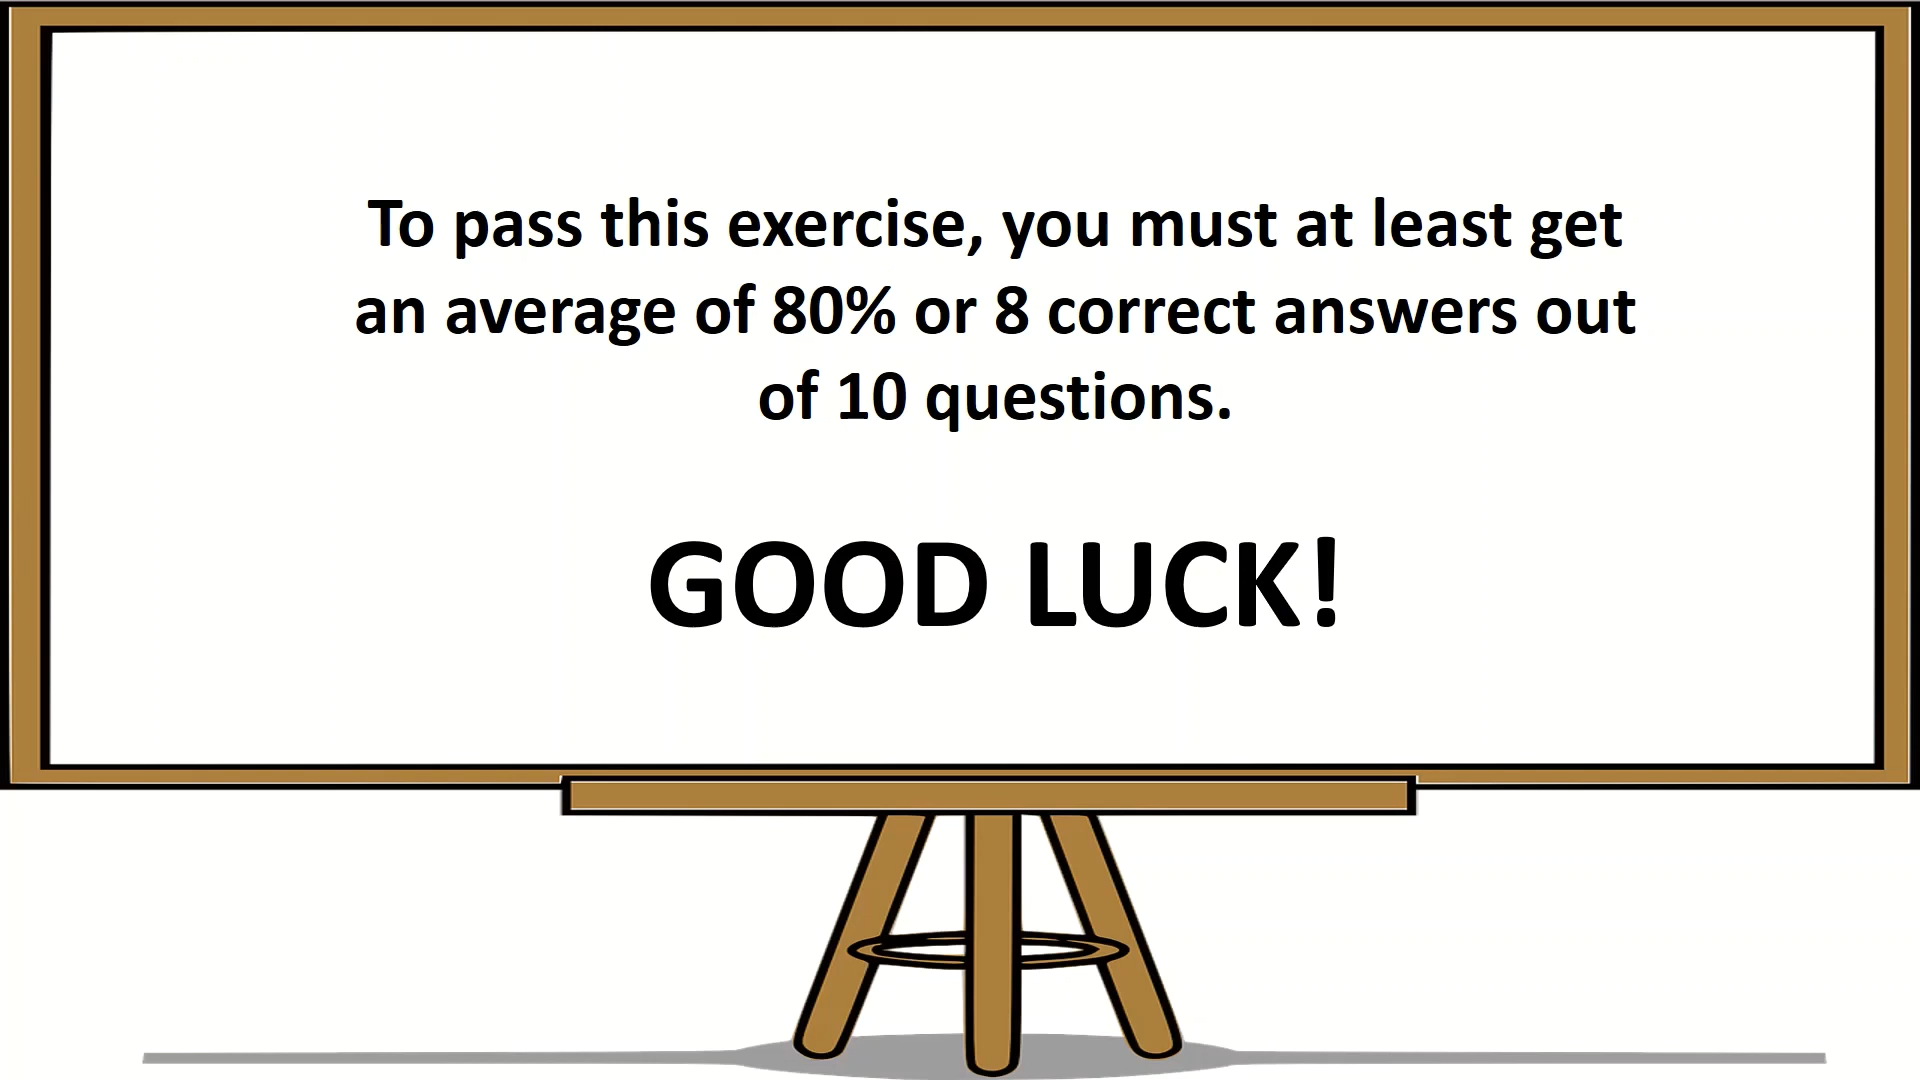 To pass this exercise, you must at least get
an average of 80% or 8 correct answers out
of 10 questions.
GOOD LUCK!